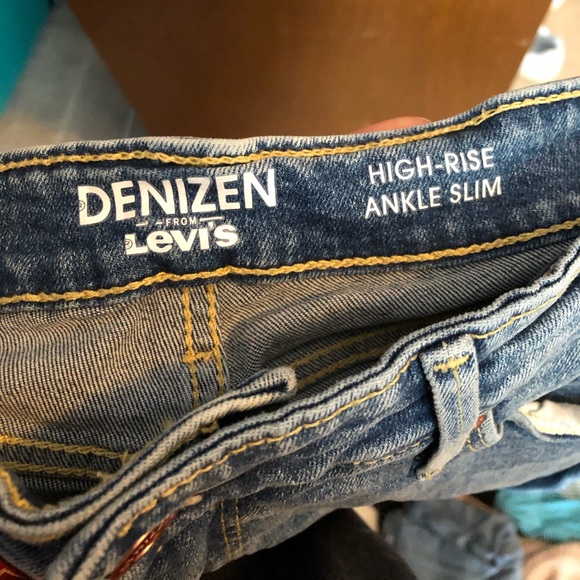 DENIZEN
FROM
Levi's
HIGH-RISE
ANKLE SLIM